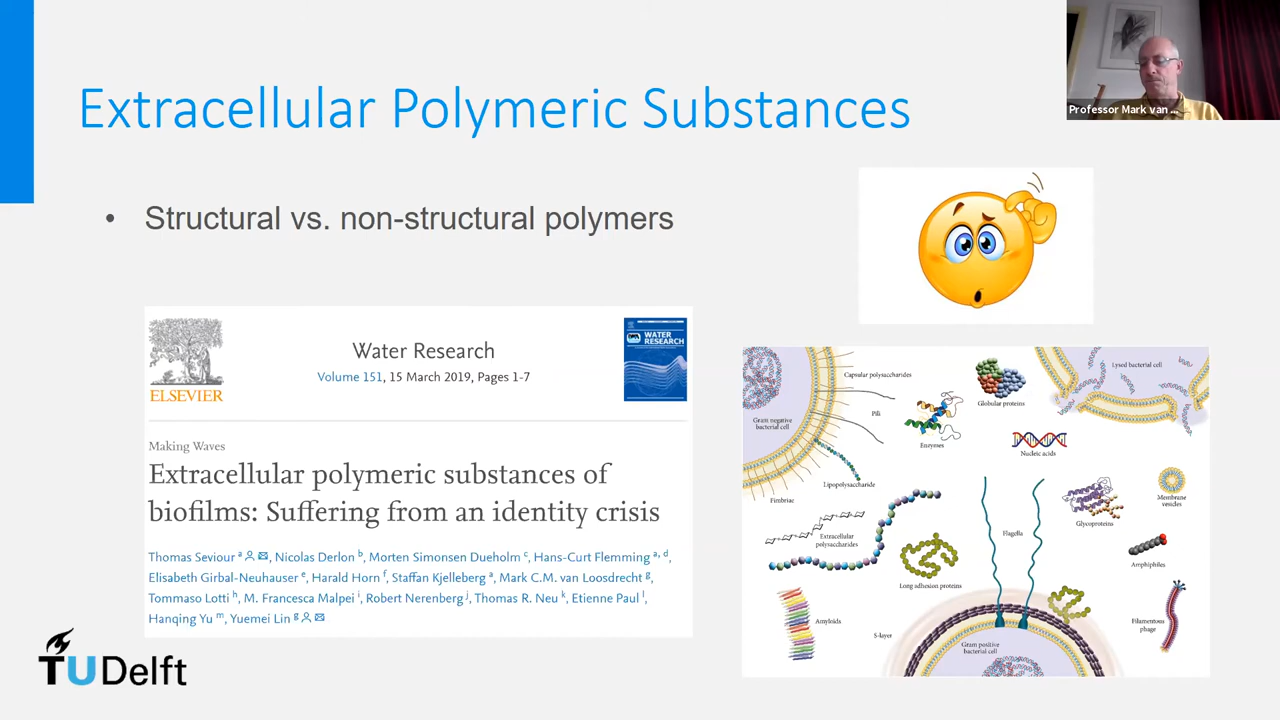 Extracellular Polymeric Substances
Professor Mark van ...
• Structural vs. non-structural polymers
ELSEVIER
Water Research
Volume 151, 15 March 2019, Pages 1-7
WATER
RESEARCH
Making Waves
Extracellular polymeric substances of
biofilms: Suffering from an identity crisis
Thomas Seviour a, Nicolas Derlon b, Morten Simonsen Dueholm c, Hans-Curt Flemming a, d,
Elisabeth Girbal-Neuhauser e, Harald Horn f, Staffan Kjelleberg a, Mark C.M. van Loosdrecht g,
Tommaso Lotti h, M. Francesca Malpei i, Robert Nerenberg j, Thomas R. Neu k, Etienne Paul l,
Hanqing Yu m, Yuemei Lin g
Capsular polysaccharides
Lysed bacterial cell
Globular proteins
Pili
Gram negative
bacterial cell
Enzymes
Nucleic acids
Lipopolysaccharide
Fimbriae
Membrane
vesicles
Extracellular
polysaccharides
Flagella
Glycoproteins
Long adhesion proteins
Amphiphiles
Amyloids
S-layer
Filamentous
phage
Gram positive
bacterial cell
TUDelft